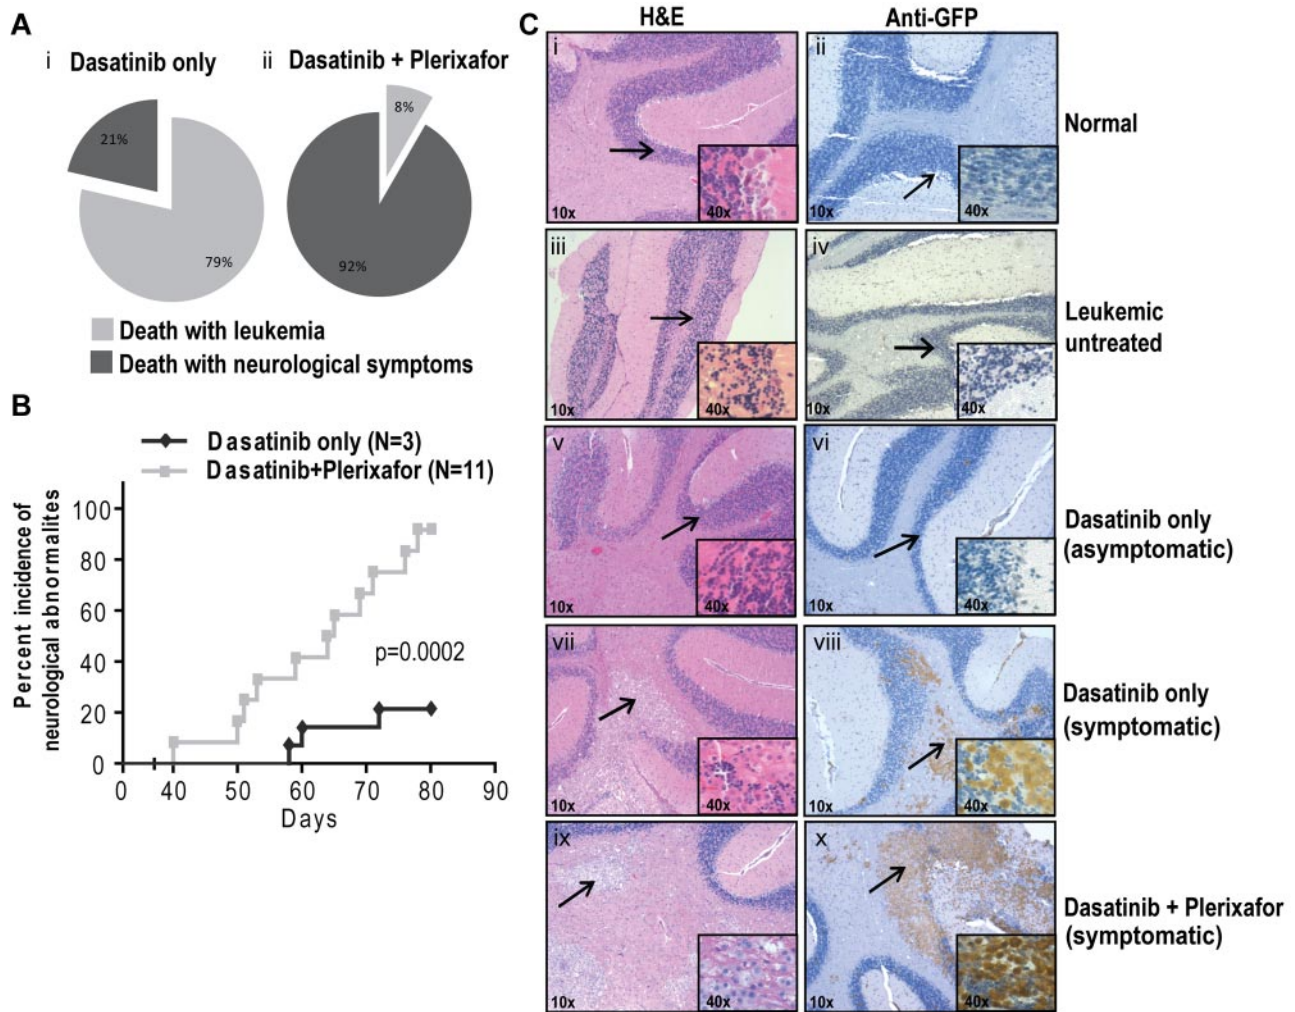 A
i Dasatinib only
ii Dasatinib + Plerixafor
21%
79%
8%
92%
Death with leukemia
Death with neurological symptoms
B
Dasatinib only (N=3)
Dasatinib+Plerixafor (N=11)
Percent incidence of
neurological abnormalites
100
80
60
40
20
0
p=0.0002
0 40 50 60 70 80 90
Days
C
H&E Anti-GFP
i
10x
40x
ii
10x
40x
Normal
iii
10x
40x
iv
10x
40x
Leukemic
untreated
v
10x
40x
vi
10x
40x
Dasatinib only
(asymptomatic)
vii
10x
40x
viii
10x
40x
Dasatinib only
(symptomatic)
ix
10x
40x
x
10x
40x
Dasatinib + Plerixafor
(symptomatic)